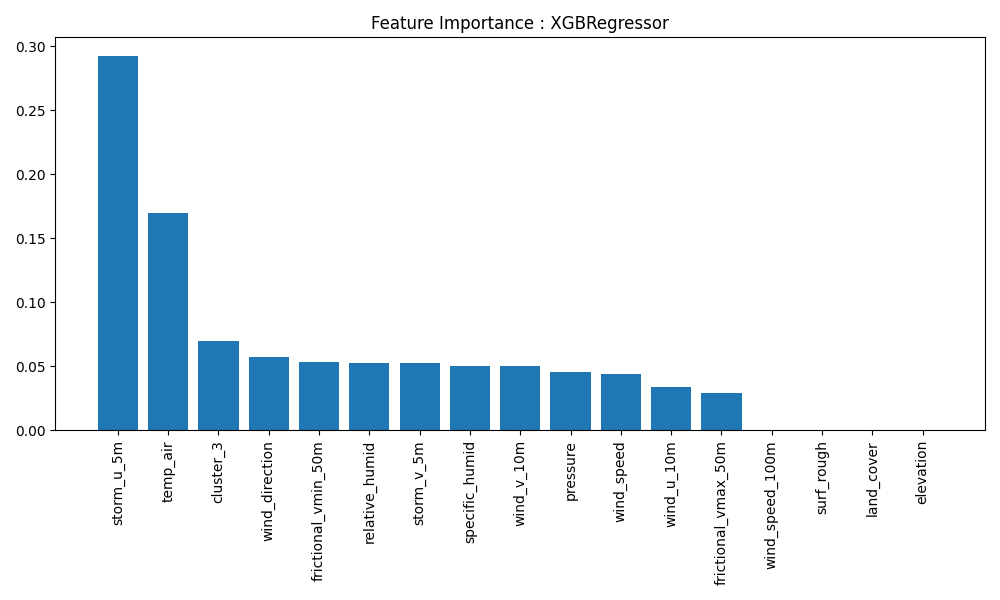 Feature Importance : XGBRegressor
0.30
0.25
0.20
0.15
0.10
0.05
0.00
storm_u_5m
temp_air
cluster_3
wind_direction
frictional_vmin_50m
relative_humid
storm_v_5m
specific_humid
wind_v_10m
pressure
wind_speed
wind_u_10m
frictional_vmax_50m
wind_speed_100m
surf_rough
land_cover
elevation